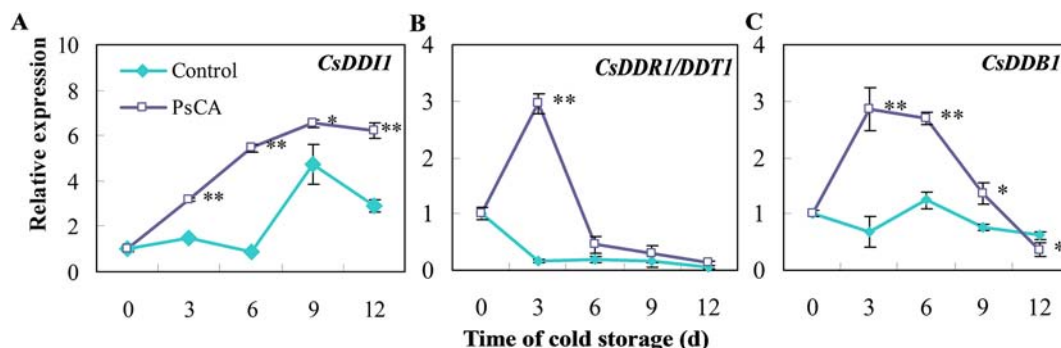 A
B
C
Relative expression
10
8
6
4
2
0
CsDDI1
Control
PsCA
**
**
*
**
0 3 6 9 12
4
3
2
1
0
CsDDR1/DDT1
**
0 3 6 9 12
4
3
2
1
0
CsDDB1
**
**
*
*
0 3 6 9 12
Time of cold storage (d)